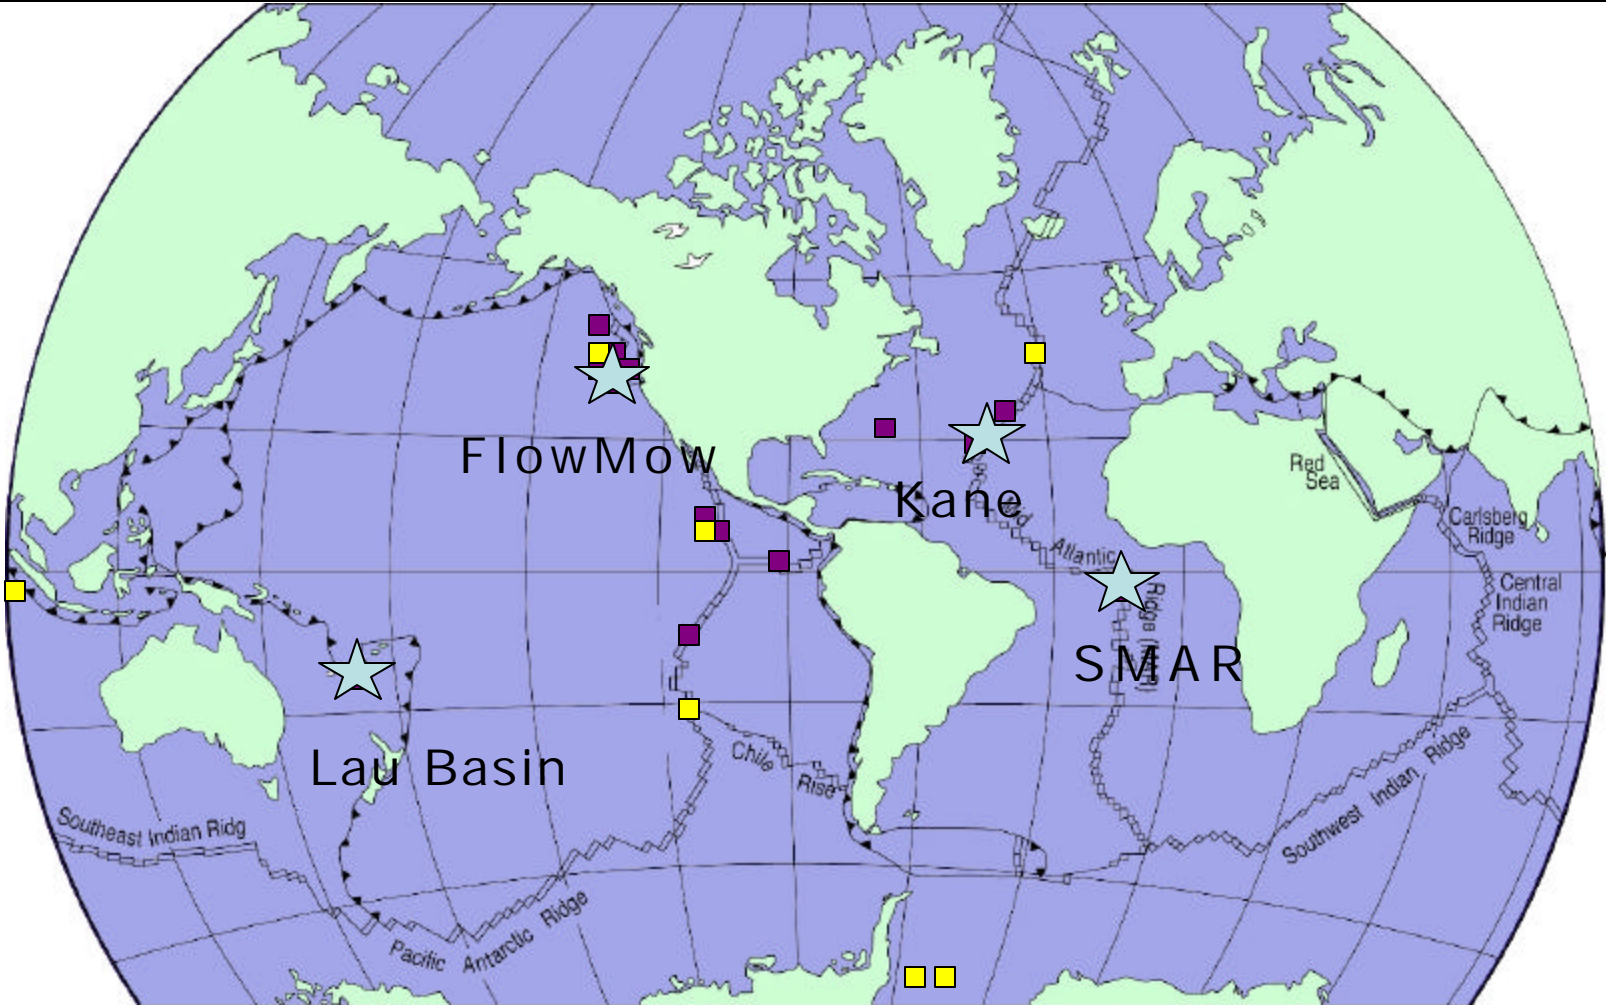 FlowMow
Kane
Red
Sea
Carlsberg
Ridge
Atlantic
Central
Indian
Ridge
SMAR
Lau Basin
Chile
Rise
Southeast Indian Ridg
Southwest Indian Ridge
Pacific Antarctic Ridge